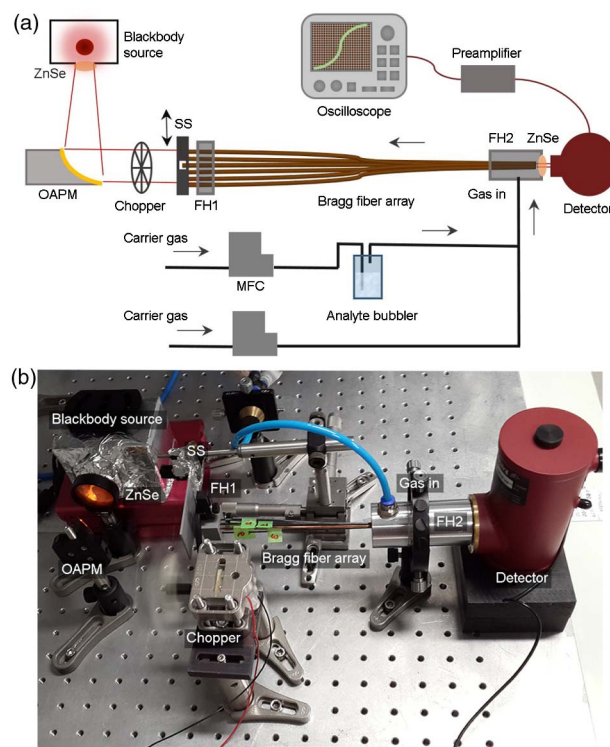 (a)
Blackbody
source
ZnSe
Oscilloscope
Preamplifier
SS
FH2
ZnSe
OAPM
Chopper
FH1
Bragg fiber array
Gas in
Detector
Carrier gas
MFC
Analyte bubbler
Carrier gas
(b)
Blackbody source
SS
ZnSe
FH1
Gas in
FH2
OAPM
Bragg fiber array
Detector
Chopper